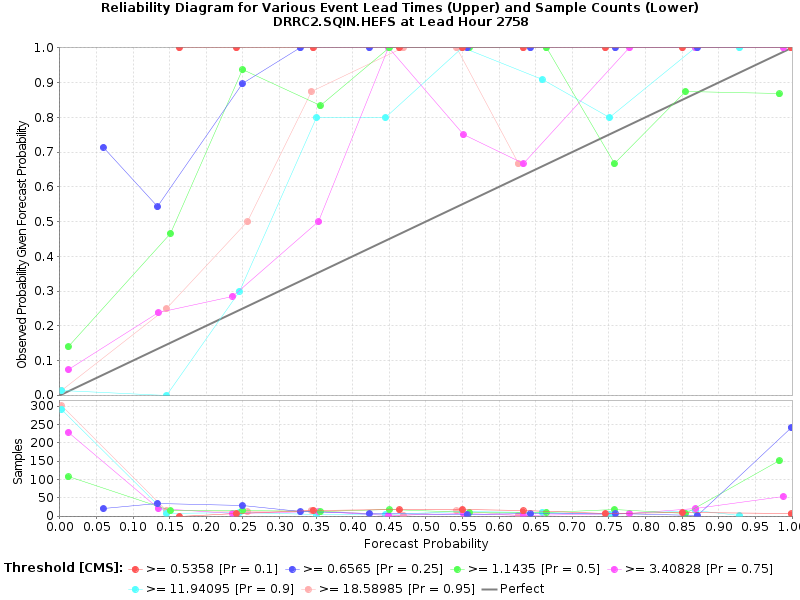 Reliability Diagram for Various Event Lead Times (Upper) and Sample Counts (Lower)
DRRC2.SQIN.HEFS at Lead Hour 2758
Observed Probability Given Forecast Probability
1.0
0.9
0.8
0.7
0.6
0.5
0.4
0.3
0.2
0.1
0.0
Samples
300
250
200
150
100
50
0
0.00 0.05 0.10 0.15 0.20 0.25 0.30 0.35 0.40 0.45 0.50 0.55 0.60 0.65 0.70 0.75 0.80 0.85 0.90 0.95 1.0
Forecast Probability
Threshold [CMS]: >= 0.5358 [Pr = 0.1] >= 0.6565 [Pr = 0.25] >= 1.1435 [Pr = 0.5] >= 3.40828 [Pr = 0.75]
>= 11.94095 [Pr = 0.9] >= 18.58985 [Pr = 0.95] Perfect